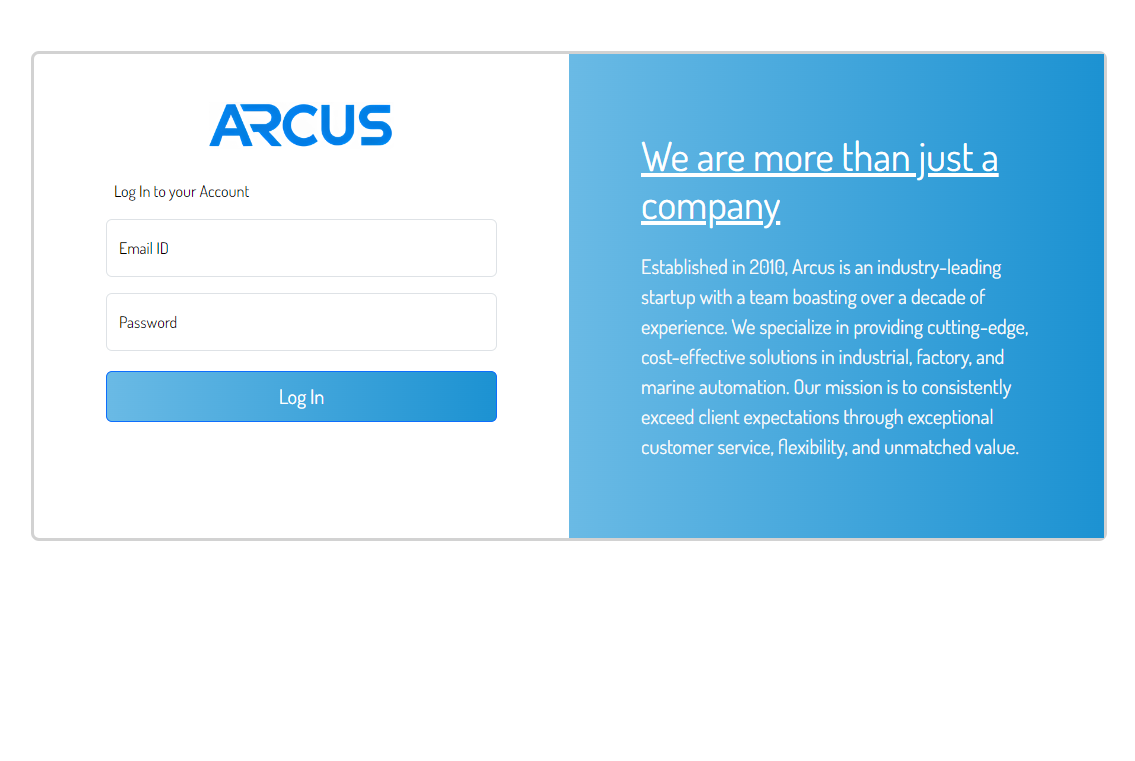 ARCUS
Log In to your Account
Email ID
Password
Log In
We are more than just a
company
Established in 2010, Arcus is an industry-leading
startup with a team boasting over a decade of
experience. We specialize in providing cutting-edge,
cost-effective solutions in industrial, factory, and
marine automation. Our mission is to consistently
exceed client expectations through exceptional
customer service, flexibility, and unmatched value.